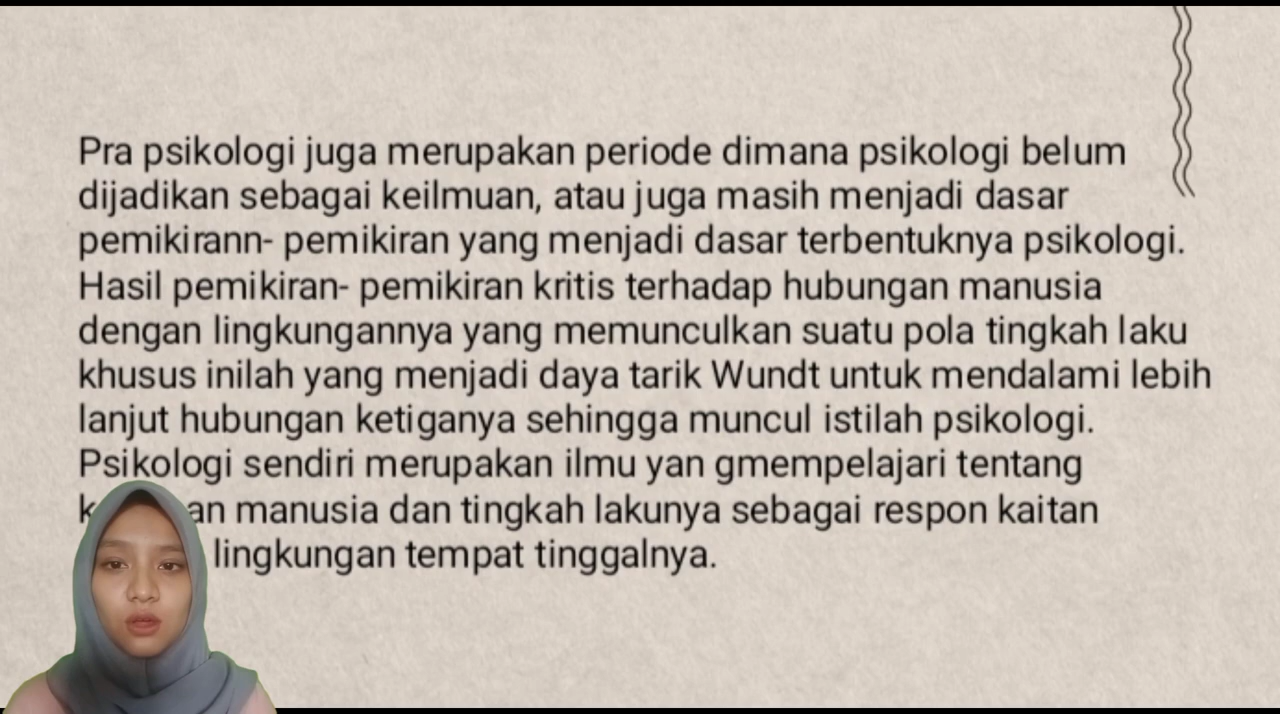 Pra psikologi juga merupakan periode dimana psikologi belum
dijadikan sebagai keilmuan, atau juga masih menjadi dasar
pemikirann- pemikiran yang menjadi dasar terbentuknya psikologi.
Hasil pemikiran- pemikiran kritis terhadap hubungan manusia
dengan lingkungannya yang memunculkan suatu pola tingkah laku
khusus inilah yang menjadi daya tarik Wundt untuk mendalami lebih
lanjut hubungan ketiganya sehingga muncul istilah psikologi.
Psikologi sendiri merupakan ilmu yan gmempelajari tentang
manusia dan tingkah lakunya sebagai respon kaitan
lingkungan tempat tinggalnya.